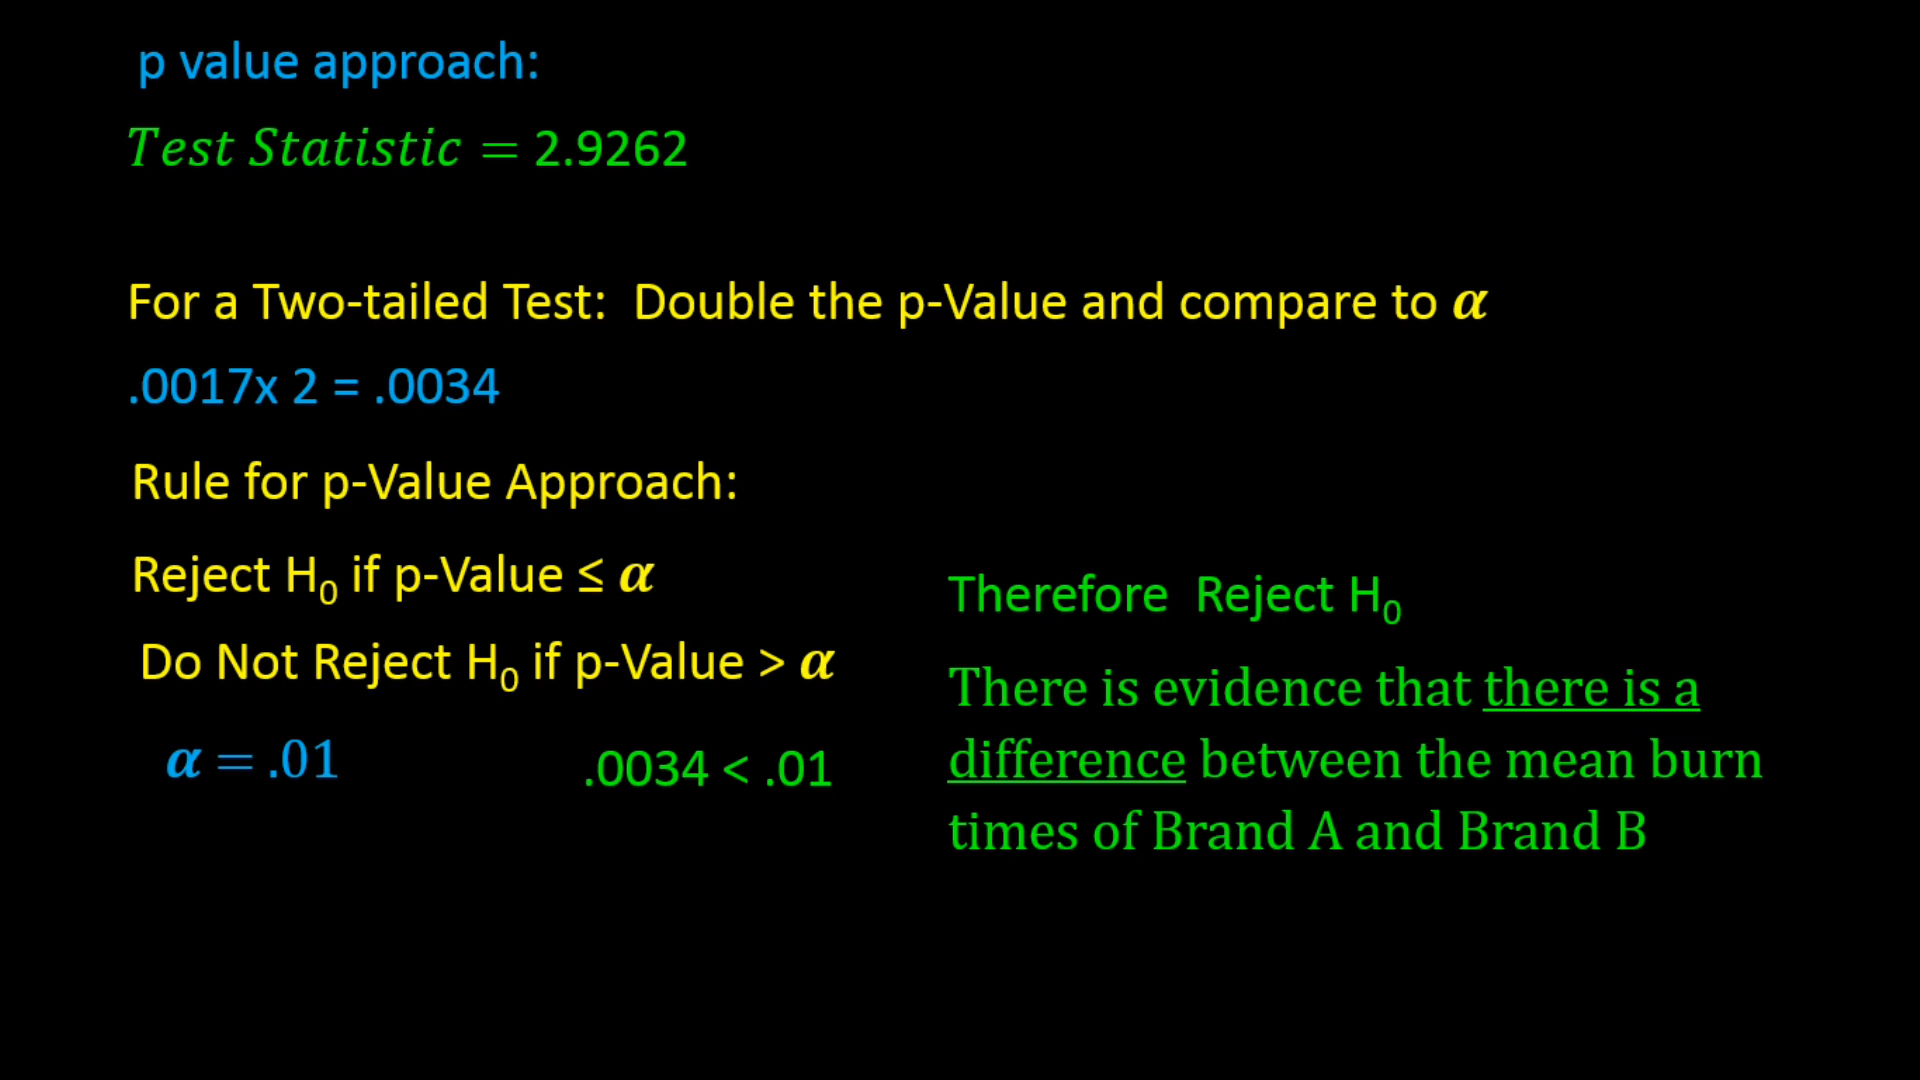 p value approach:
Test Statistic = 2.9262
For a Two-tailed Test: Double the p-Value and compare to α
.0017x 2 = .0034
Rule for p-Value Approach:
Reject H₀ if p-Value ≤ α
Do Not Reject H₀ if p-Value > α
α = .01
.0034 < .01
Therefore Reject H₀
There is evidence that there is a
difference between the mean burn
times of Brand A and Brand B